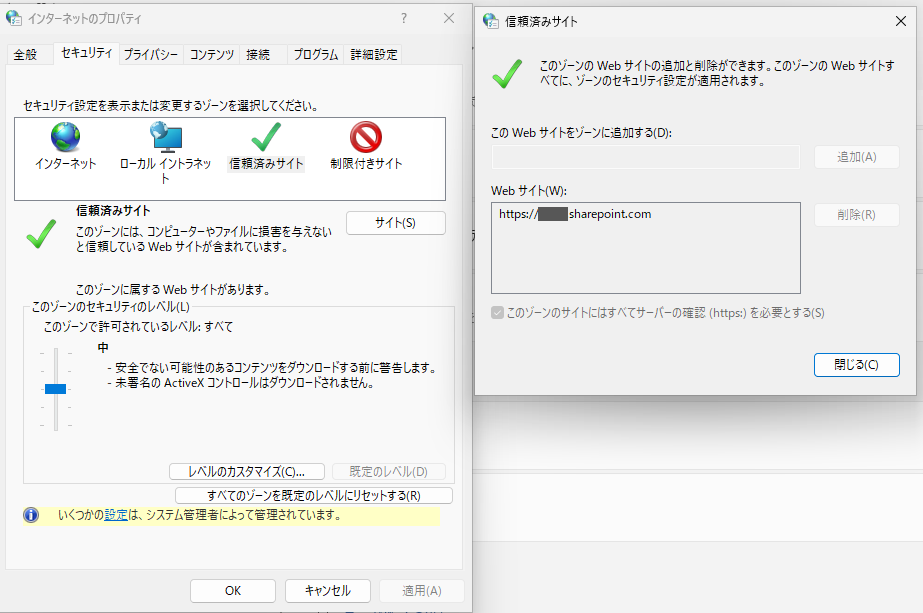 インターネットのプロパティ
?
全般
セキュリティ
プライバシー
コンテンツ
接続
プログラム
詳細設定
セキュリティ設定を表示または変更するゾーンを選択してください。
インターネット
ローカル イントラネッ
ト
信頼済みサイト
制限付きサイト
信頼済みサイト
このゾーンには、コンピューターやファイルに損害を与えない
と信頼している Web サイトが含まれています。
サイト(S)
このゾーンに属する Web サイトがあります。
このゾーンのセキュリティのレベル(L)
このゾーンで許可されているレベル: すべて
中
- 安全でない可能性のあるコンテンツをダウンロードする前に警告します。
- 未署名の ActiveX コントロールはダウンロードされません。
レベルのカスタマイズ(C)...
既定のレベル(D)
すべてのゾーンを既定のレベルにリセットする(R)
いくつかの設定は、システム管理者によって管理されています。
OK
キャンセル
適用(A)
信頼済みサイト
このゾーンの Web サイトの追加と削除ができます。このゾーンの Web サイトす
べてに、ゾーンのセキュリティ設定が適用されます。
この Web サイトをゾーンに追加する(D):
追加(A)
Web サイト(W):
https://
sharepoint.com
削除(R)
このゾーンのサイトにはすべてサーバーの確認 (https:) を必要とする(S)
閉じる(C)